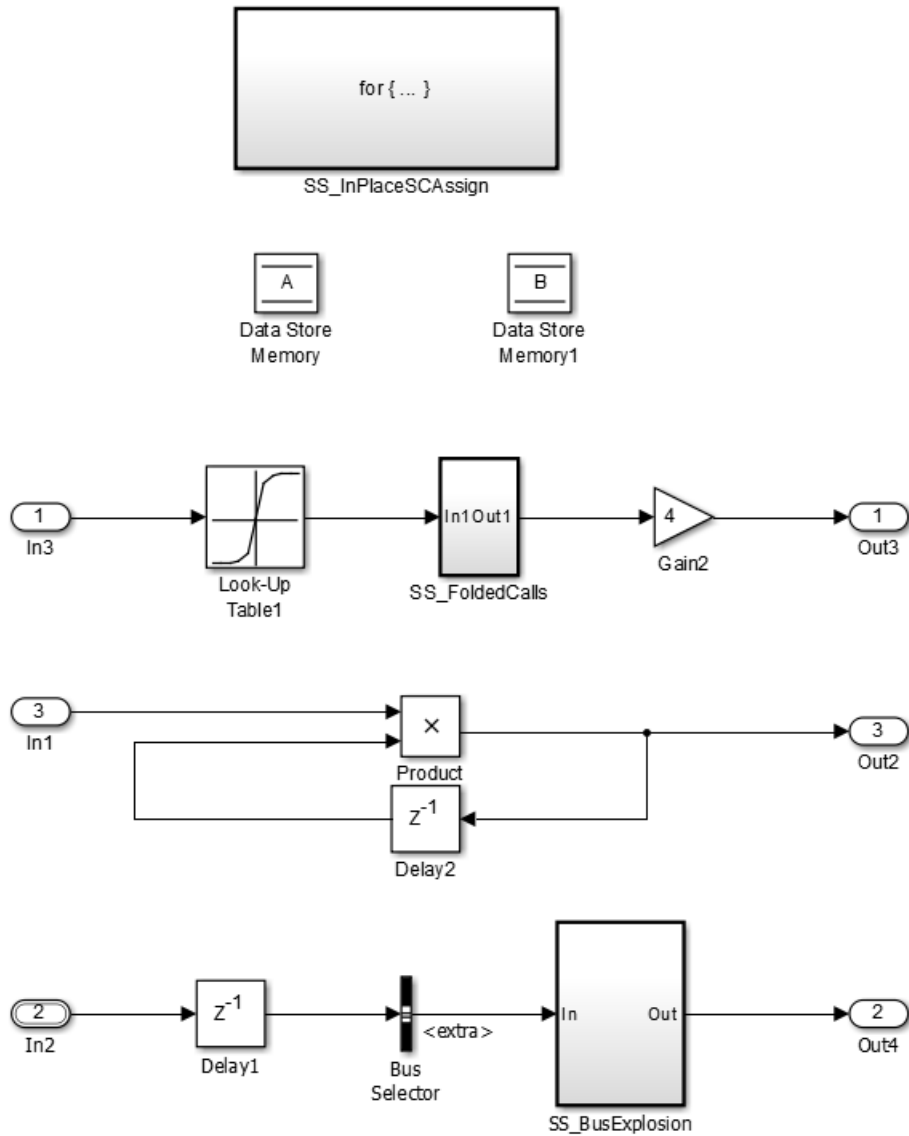 for { ... }
SS_InPlaceSCAssign
A
B
Data Store
Memory
Data Store
Memory1
1
In3
Look-Up
Table1
In1 Out1
SS_FoldedCalls
4
Gain2
1
Out3
3
In1
×
Product
Z-1
Delay2
3
Out2
2
In2
Z-1
Delay1
<extra>
Bus
Selector
In Out
SS_BusExplosion
2
Out4